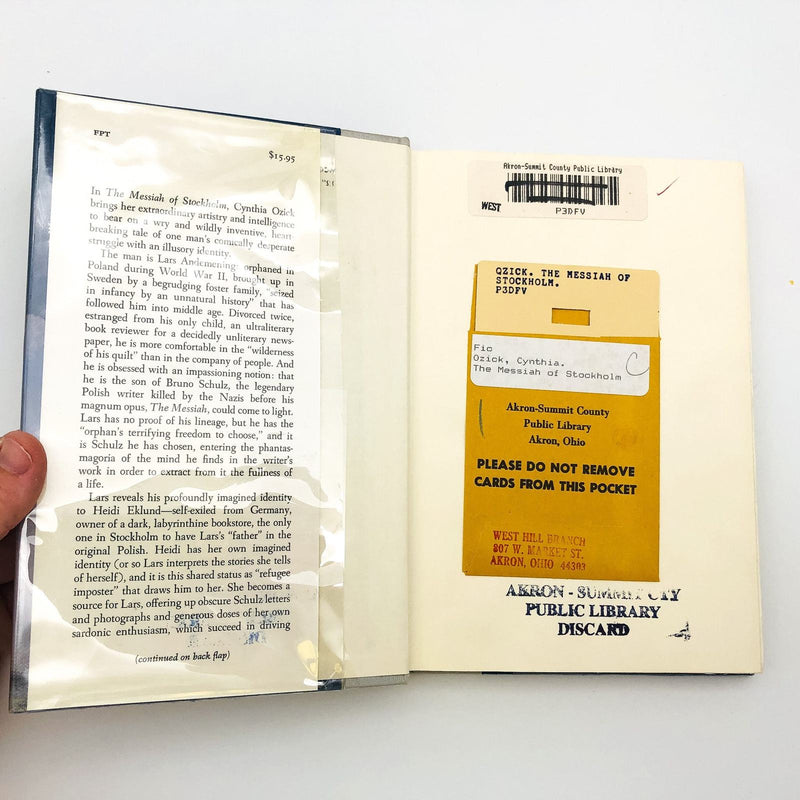 FPT
$15.95
In The Messiah of Stockholm, Cynthia Ozick
brings her extraordinary artistry and intelligence
to bear on a wry and wildly inventive, heart-
breaking tale of one man's comically desperate
struggle with an illusory identity.
The man is Lars Andemening: orphaned in
Poland during World War II, brought up in
Sweden by a begrudging foster family, "seized
in infancy by an unnatural history" that has
followed him into middle age. Divorced twice,
estranged from his only child, an ultraliterary
book reviewer for a decidedly unliterary news-
paper, he is more comfortable in the "wilderness
of his quilt" than in the company of people. And
he is obsessed with an impassioning notion: that
he is the son of Bruno Schulz, the legendary
Polish writer killed by the Nazis before his
magnum opus, The Messiah, could come to light.
Lars has no proof of his lineage, but he has the
"orphan's terrifying freedom to choose," and it
is Schulz he has chosen, entering the phantas-
magoria of the mind he finds in the writer's
work in order to extract from it the fullness of
a life.
Lars reveals his profoundly imagined identity
to Heidi Eklund—self-exiled from Germany,
owner of a dark, labyrinthine bookstore, the only
one in Stockholm to have Lars's "father" in the
original Polish. Heidi has her own imagined
identity (or so Lars interprets the stories she tells
of herself), and it is this shared status as "refugee
imposter" that draws him to her. She becomes a
source for Lars, offering up obscure Schulz letters
and photographs and generous doses of her own
sardonic enthusiasm, which succeed in driving
(continued on back flap)
Akron-Summit County Public Library
WEST
P3DFV
OZICK. THE MESSIAH OF
STOCKHOLM.
P3DFV
Fic
Ozick, Cynthia.
The Messiah of Stockholm
Akron-Summit County
Public Library
Akron, Ohio
PLEASE DO NOT REMOVE
CARDS FROM THIS POCKET
WEST HILL BRANCH
807 W. MARKET ST.
AKRON, OHIO 44303
AKRON - SUMMIT CTY
PUBLIC LIBRARY
DISCARD